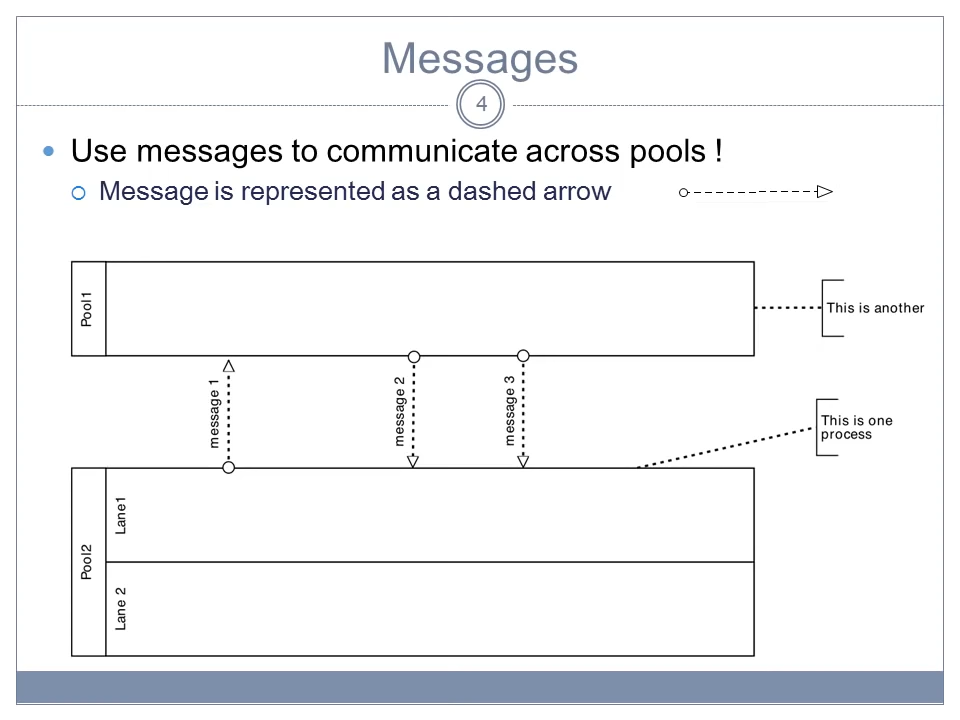 Messages
4
Use messages to communicate across pools !
Message is represented as a dashed arrow
Pool1
This is another
message 1
message 2
message 3
This is one
process
Pool2
Lane1
Lane 2